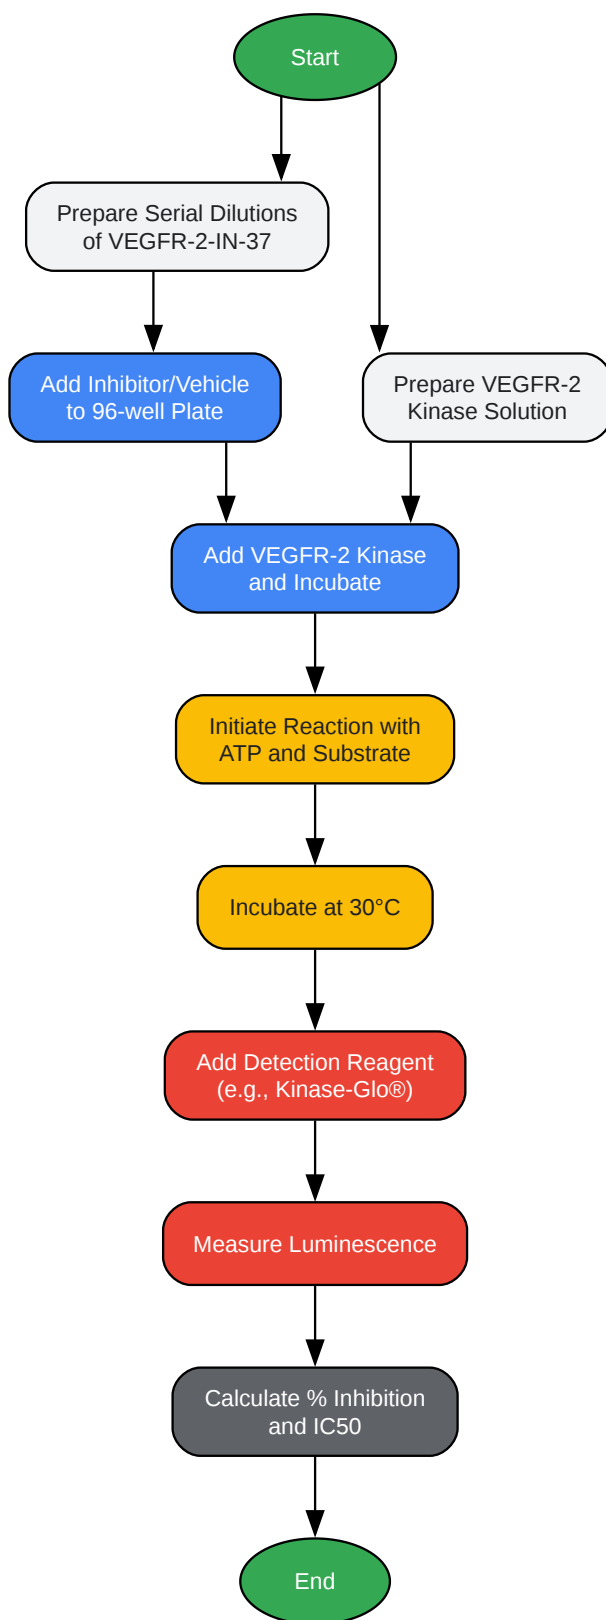 Start
Prepare Serial Dilutions
of VEGFR-2-IN-37
Add Inhibitor/Vehicle
to 96-well Plate
Prepare VEGFR-2
Kinase Solution
Add VEGFR-2 Kinase
and Incubate
Initiate Reaction with
ATP and Substrate
Incubate at 30°C
Add Detection Reagent
(e.g., Kinase-Glo®)
Measure Luminescence
Calculate % Inhibition
and IC50
End